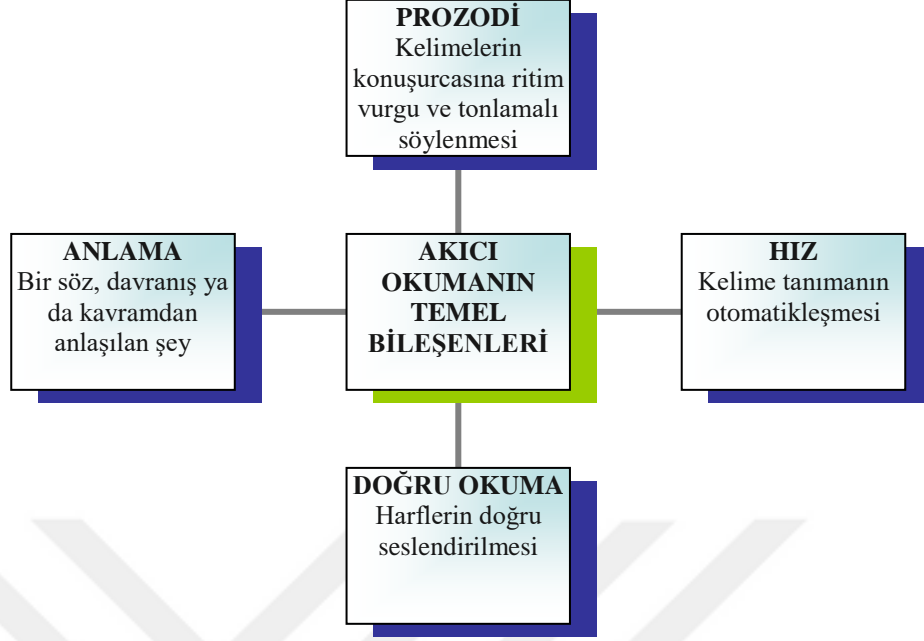 PROZODİ
Kelimelerin
konuşurcasına ritim
vurgu ve tonlamalı
söylenmesi
ANLAMA
Bir söz, davranış ya
da kavramdan
anlaşılan şey
AKICI
OKUMANIN
TEMEL
BİLEŞENLERİ
HIZ
Kelime tanımanın
otomatikleşmesi
DOĞRU OKUMA
Harflerin doğru
seslendirilmesi